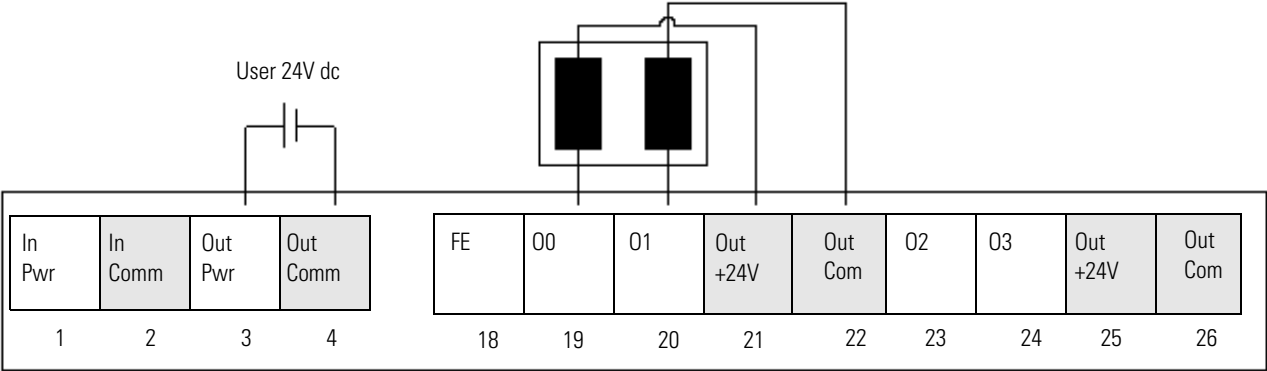 User 24V dc
In Pwr
In Comm
Out Pwr
Out Comm
FE
O0
O1
Out +24V
Out Com
O2
O3
Out +24V
Out Com
1 2 3 4 18 19 20 21 22 23 24 25 26